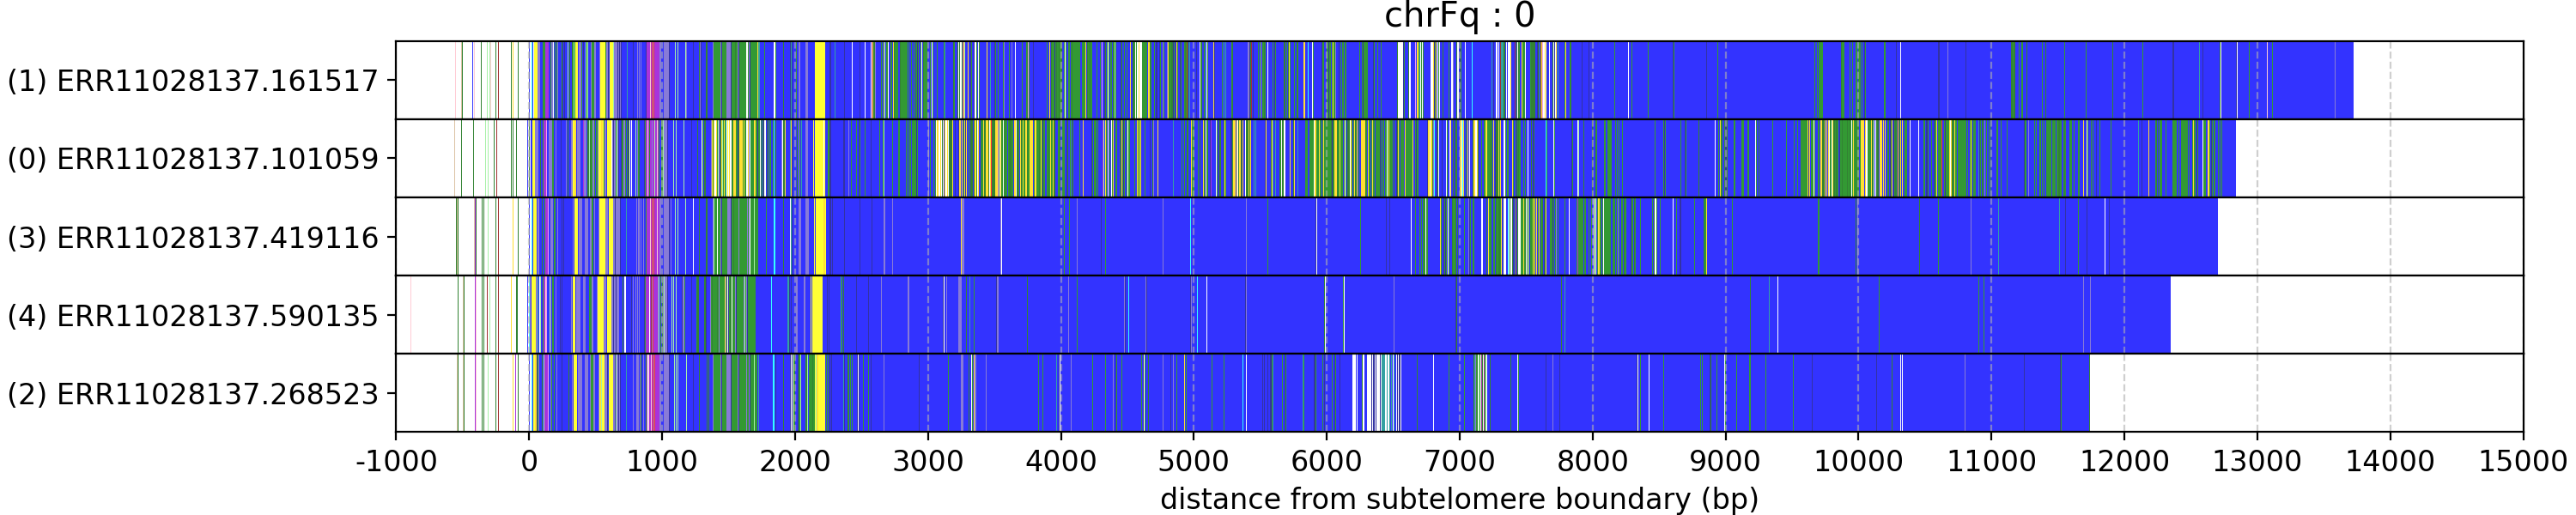 chrFq : 0
(1) ERR11028137.161517
(0) ERR11028137.101059
(3) ERR11028137.419116
(4) ERR11028137.590135
(2) ERR11028137.268523
-1000 0 1000 2000 3000 4000 5000 6000 7000 8000 9000 10000 11000 12000 13000 14000 15000
distance from subtelomere boundary (bp)